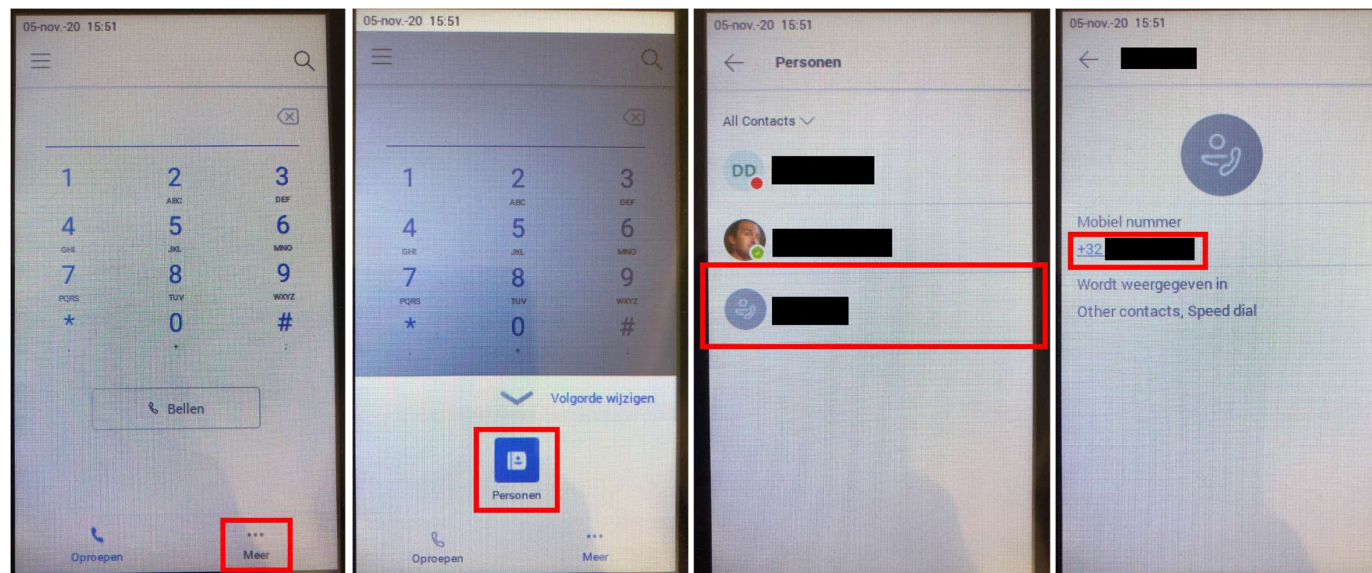 05-nov.-20 15:51
1 2 3
ABC DEF
4 5 6
GHI JKL MNO
7 8 9
PQRS TUV WXYZ
* 0 #
+ ;
Bellen
Oproepen Meer
05-nov.-20 15:51
1 2 3
ABC DEF
4 5 6
GHI JKL MNO
7 8 9
PQRS TUV WXYZ
* 0 #
+
Volgorde wijzigen
Personen
Oproepen Meer
05-nov.-20 15:51
Personen
All Contacts
DD
05-nov.-20 15:51
Mobiel nummer
+32
Wordt weergegeven in
Other contacts, Speed dial